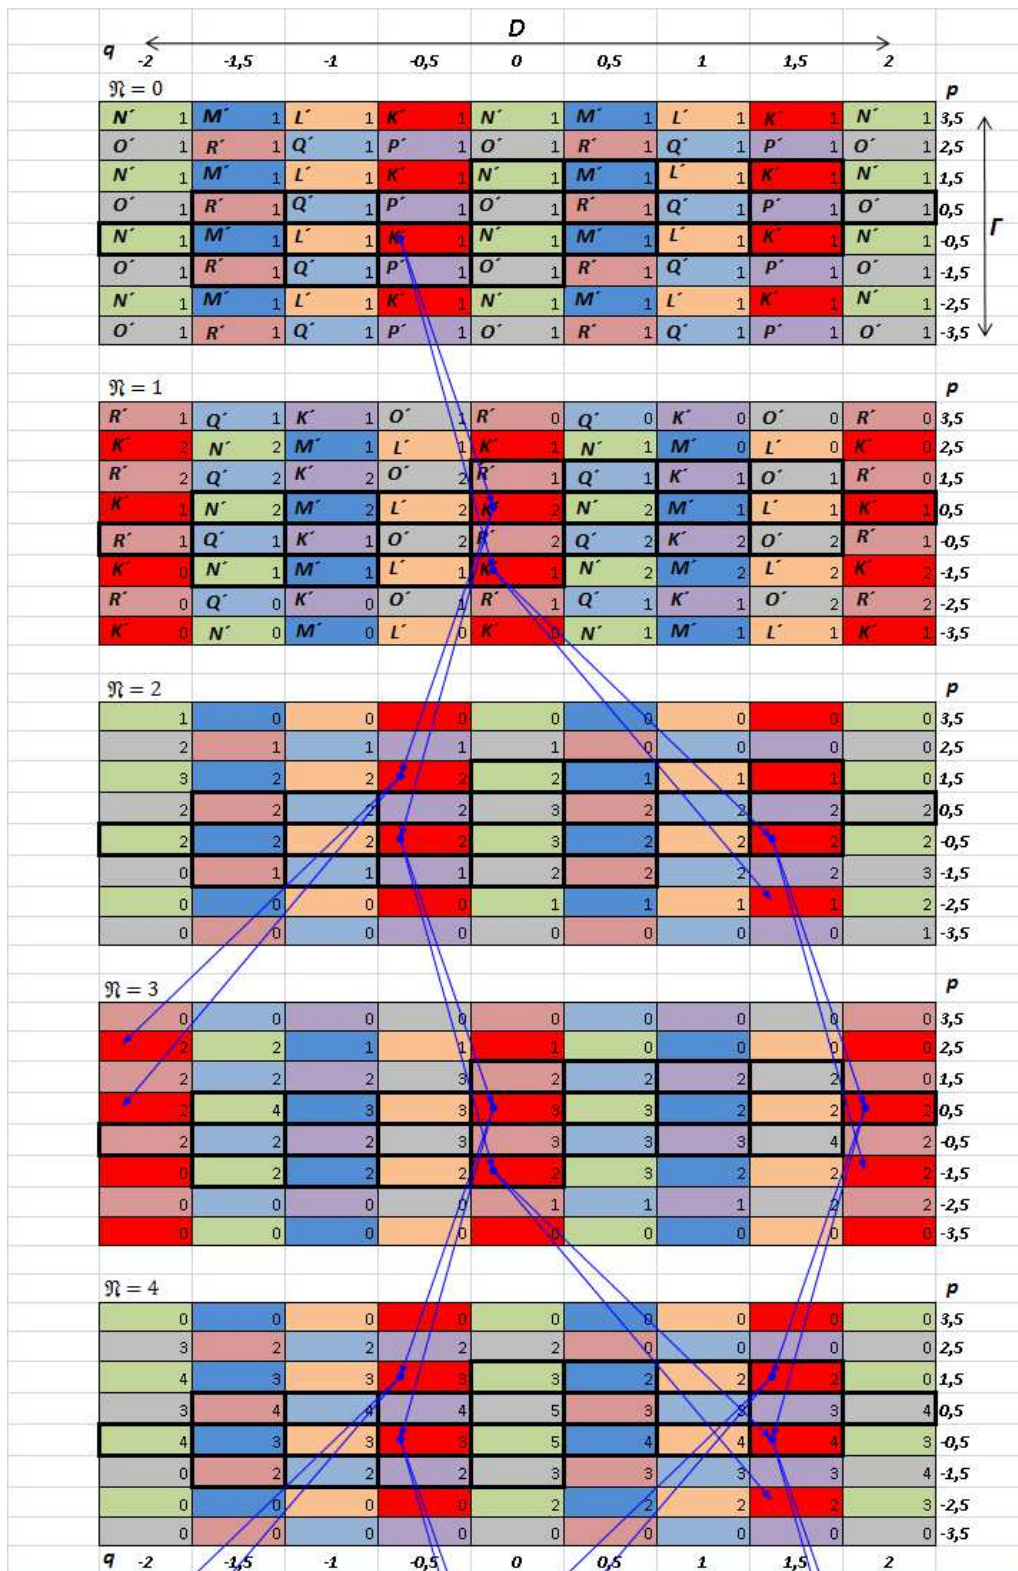 D
q -2 -1,5 -1 -0,5 0 0,5 1 1,5 2
𝔑 = 0 p
N´ 1 M´ 1 L´ 1 K´ 1 N´ 1 M´ 1 L´ 1 K´ 1 N´ 1 3,5
O´ 1 R´ 1 Q´ 1 P´ 1 O´ 1 R´ 1 Q´ 1 P´ 1 O´ 1 2,5
N´ 1 M´ 1 L´ 1 K´ 1 N´ 1 M´ 1 L´ 1 K´ 1 N´ 1 1,5
O´ 1 R´ 1 Q´ 1 P´ 1 O´ 1 R´ 1 Q´ 1 P´ 1 O´ 1 0,5 Γ
N´ 1 M´ 1 L´ 1 K´ 1 N´ 1 M´ 1 L´ 1 K´ 1 N´ 1 -0,5
O´ 1 R´ 1 Q´ 1 P´ 1 O´ 1 R´ 1 Q´ 1 P´ 1 O´ 1 -1,5
N´ 1 M´ 1 L´ 1 K´ 1 N´ 1 M´ 1 L´ 1 K´ 1 N´ 1 -2,5
O´ 1 R´ 1 Q´ 1 P´ 1 O´ 1 R´ 1 Q´ 1 P´ 1 O´ 1 -3,5
𝔑 = 1 p
R´ 1 Q´ 1 K´ 1 O´ 1 R´ 0 Q´ 0 K´ 0 O´ 0 R´ 0 3,5
K´ 2 N´ 2 M´ 1 L´ 1 K´ 1 N´ 1 M´ 0 L´ 0 K´ 0 2,5
R´ 2 Q´ 2 K´ 2 O´ 2 R´ 1 Q´ 1 K´ 1 O´ 1 R´ 0 1,5
K´ 1 N´ 2 M´ 2 L´ 2 K 2 N´ 2 M´ 1 L´ 1 K´ 1 0,5
R´ 1 Q´ 1 K´ 1 O´ 2 R´ 2 Q´ 2 K´ 2 O´ 2 R´ 1 -0,5
K´ 0 N´ 1 M´ 1 L´ 1 K´ 1 N´ 2 M´ 2 L´ 2 K´ 2 -1,5
R´ 0 Q´ 0 K´ 0 O´ 1 R´ 1 Q´ 1 K´ 1 O´ 2 R´ 2 -2,5
K´ 0 N´ 0 M´ 0 L´ 0 K´ 0 N´ 1 M´ 1 L´ 1 K´ 1 -3,5
𝔑 = 2 p
1 0 0 0 0 0 0 0 0 3,5
2 1 1 1 1 0 0 0 0 2,5
3 2 2 2 2 1 1 1 0 1,5
2 2 2 2 3 2 2 2 2 0,5
2 2 2 2 3 2 2 2 2 -0,5
0 1 1 1 2 2 2 2 3 -1,5
0 0 0 0 1 1 1 1 2 -2,5
0 0 0 0 0 0 0 0 1 -3,5
𝔑 = 3 p
0 0 0 0 0 0 0 0 0 3,5
2 2 1 1 1 0 0 0 0 2,5
2 2 2 3 2 2 2 2 0 1,5
2 4 3 3 3 3 2 2 2 0,5
2 2 2 3 3 3 3 4 2 -0,5
0 2 2 2 2 3 2 2 2 -1,5
0 0 0 0 1 1 1 2 2 -2,5
0 0 0 0 0 0 0 0 0 -3,5
𝔑 = 4 p
0 0 0 0 0 0 0 0 0 3,5
3 2 2 2 2 0 0 0 0 2,5
4 3 3 3 3 2 2 2 0 1,5
3 4 4 4 5 3 3 3 4 0,5
4 3 3 3 5 4 4 4 3 -0,5
0 2 2 2 3 3 3 3 4 -1,5
0 0 0 0 2 2 2 2 3 -2,5
0 0 0 0 0 0 0 0 0 -3,5
q -2 -1,5 -1 -0,5 0 0,5 1 1,5 2